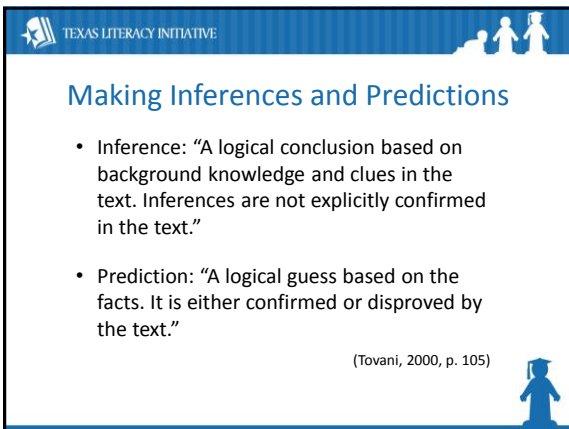 TEXAS LITERACY INITIATIVE
Making Inferences and Predictions
• Inference: “A logical conclusion based on
background knowledge and clues in the
text. Inferences are not explicitly confirmed
in the text.”
• Prediction: “A logical guess based on the
facts. It is either confirmed or disproved by
the text.”
(Tovani, 2000, p. 105)